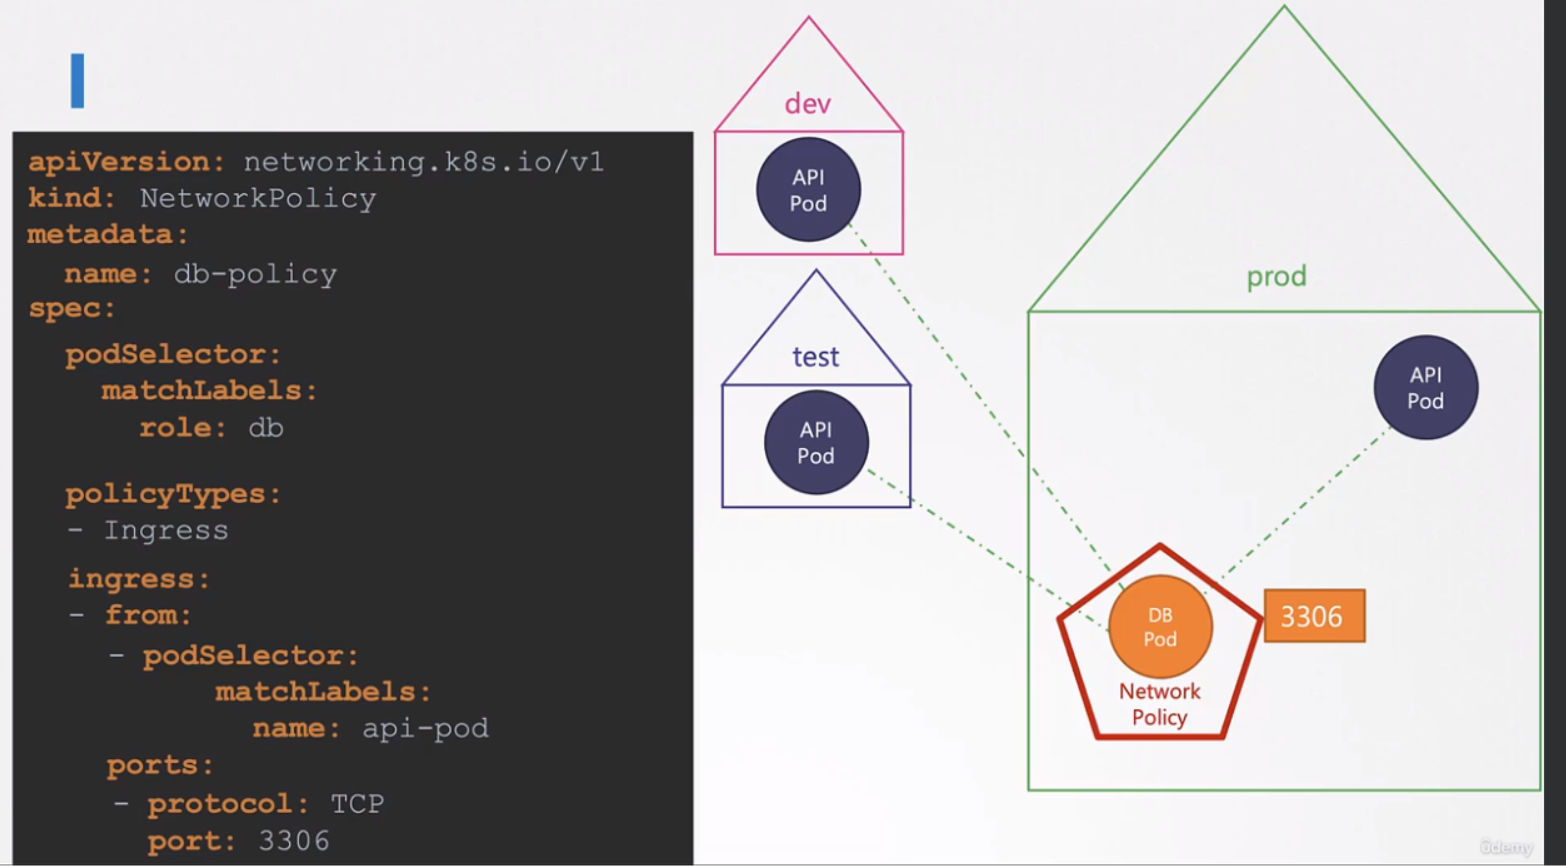 apiVersion: networking.k8s.io/v1
kind: NetworkPolicy
metadata:
  name: db-policy
spec:
  podSelector:
    matchLabels:
      role: db
  policyTypes:
  - Ingress
  ingress:
  - from:
    - podSelector:
        matchLabels:
          name: api-pod
    ports:
    - protocol: TCP
      port: 3306
dev
API
Pod
test
API
Pod
prod
API
Pod
DB
Pod
Network
Policy
3306
ûdemy